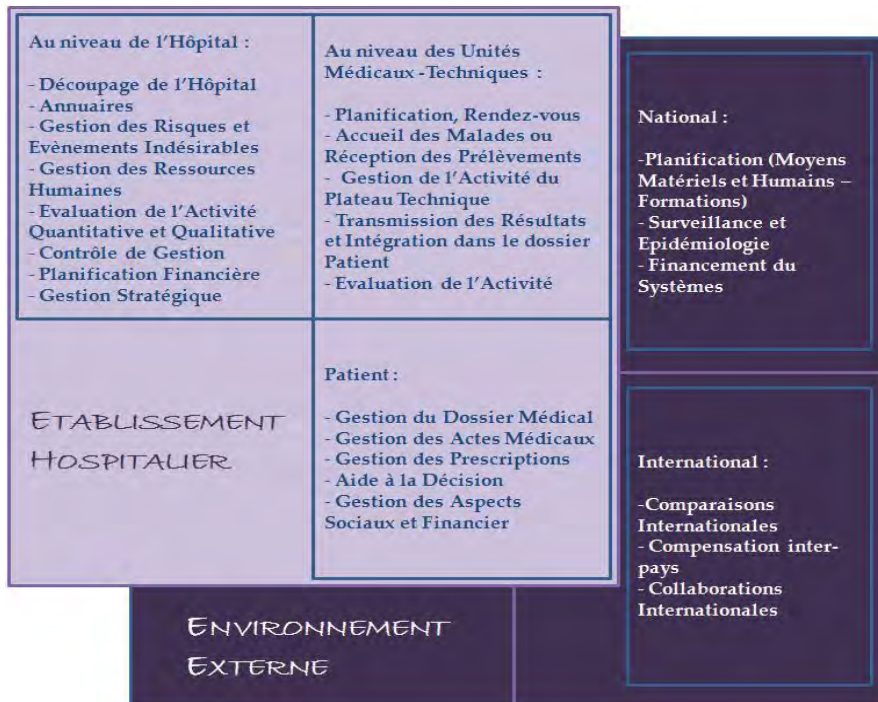 Au niveau de l'Hôpital :
- Découpage de l'Hôpital
- Annuaires
- Gestion des Risques et
Evènements Indésirables
- Gestion des Ressources
Humaines
- Evaluation de l'Activité
Quantitative et Qualitative
- Contrôle de Gestion
- Planification Financière
- Gestion Stratégique
Au niveau des Unités
Médicaux -Techniques :
- Planification, Rendez-vous
- Accueil des Malades ou
Réception des Prélèvements
- Gestion de l'Activité du
Plateau Technique
- Transmission des Résultats
et Intégration dans le dossier
Patient
- Evaluation de l'Activité
ETABLISSEMENT
HOSPITALIER
Patient :
- Gestion du Dossier Médical
- Gestion des Actes Médicaux
- Gestion des Prescriptions
- Aide à la Décision
- Gestion des Aspects
Sociaux et Financier
National :
-Planification (Moyens
Matériels et Humains –
Formations)
- Surveillance et
Epidémiologie
- Financement du
Systèmes
International :
-Comparaisons
Internationales
- Compensation inter-
pays
- Collaborations
Internationales
ENVIRONNEMENT
EXTERNE